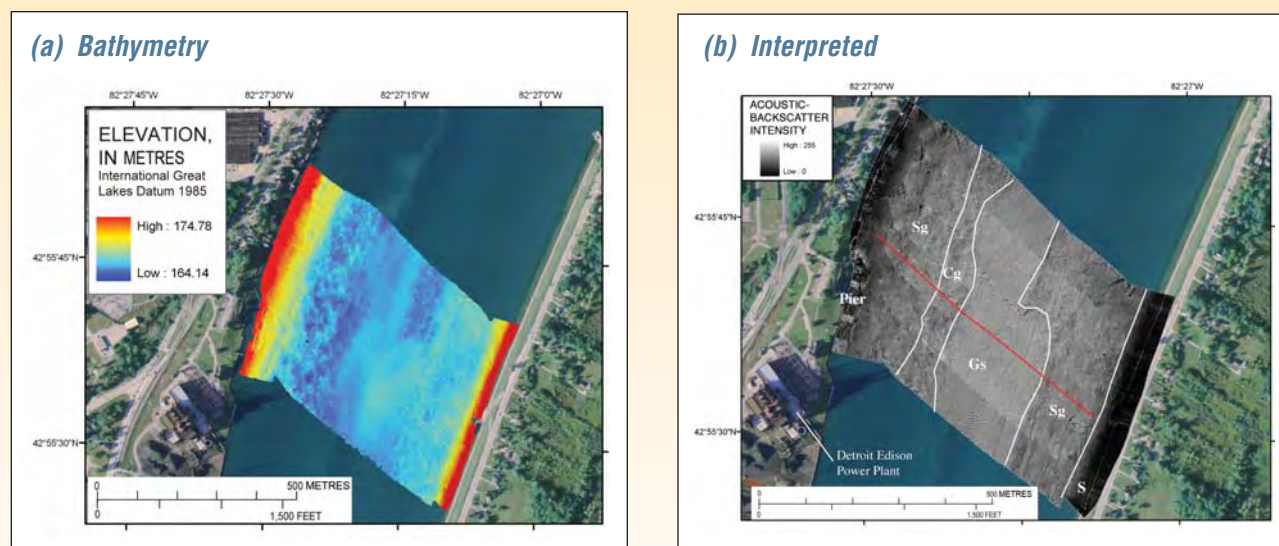 (a) Bathymetry
82°27'45"W 82°27'30"W 82°27'15"W 82°27'0"W
ELEVATION,
IN METRES
International Great
Lakes Datum 1985
High : 174.78
Low : 164.14
42°55'45"N
42°55'30"N
0 500 METRES
0 1,500 FEET
(b) Interpreted
82°27'30"W 82°27'W
ACOUSTIC-
BACKSCATTER
INTENSITY
High : 255
Low : 0
42°55'45"N
Sg
Cg
Pier
Gs
42°55'30"N
Sg
Detroit Edison
Power Plant
S
0 500 METRES
0 1,500 FEET